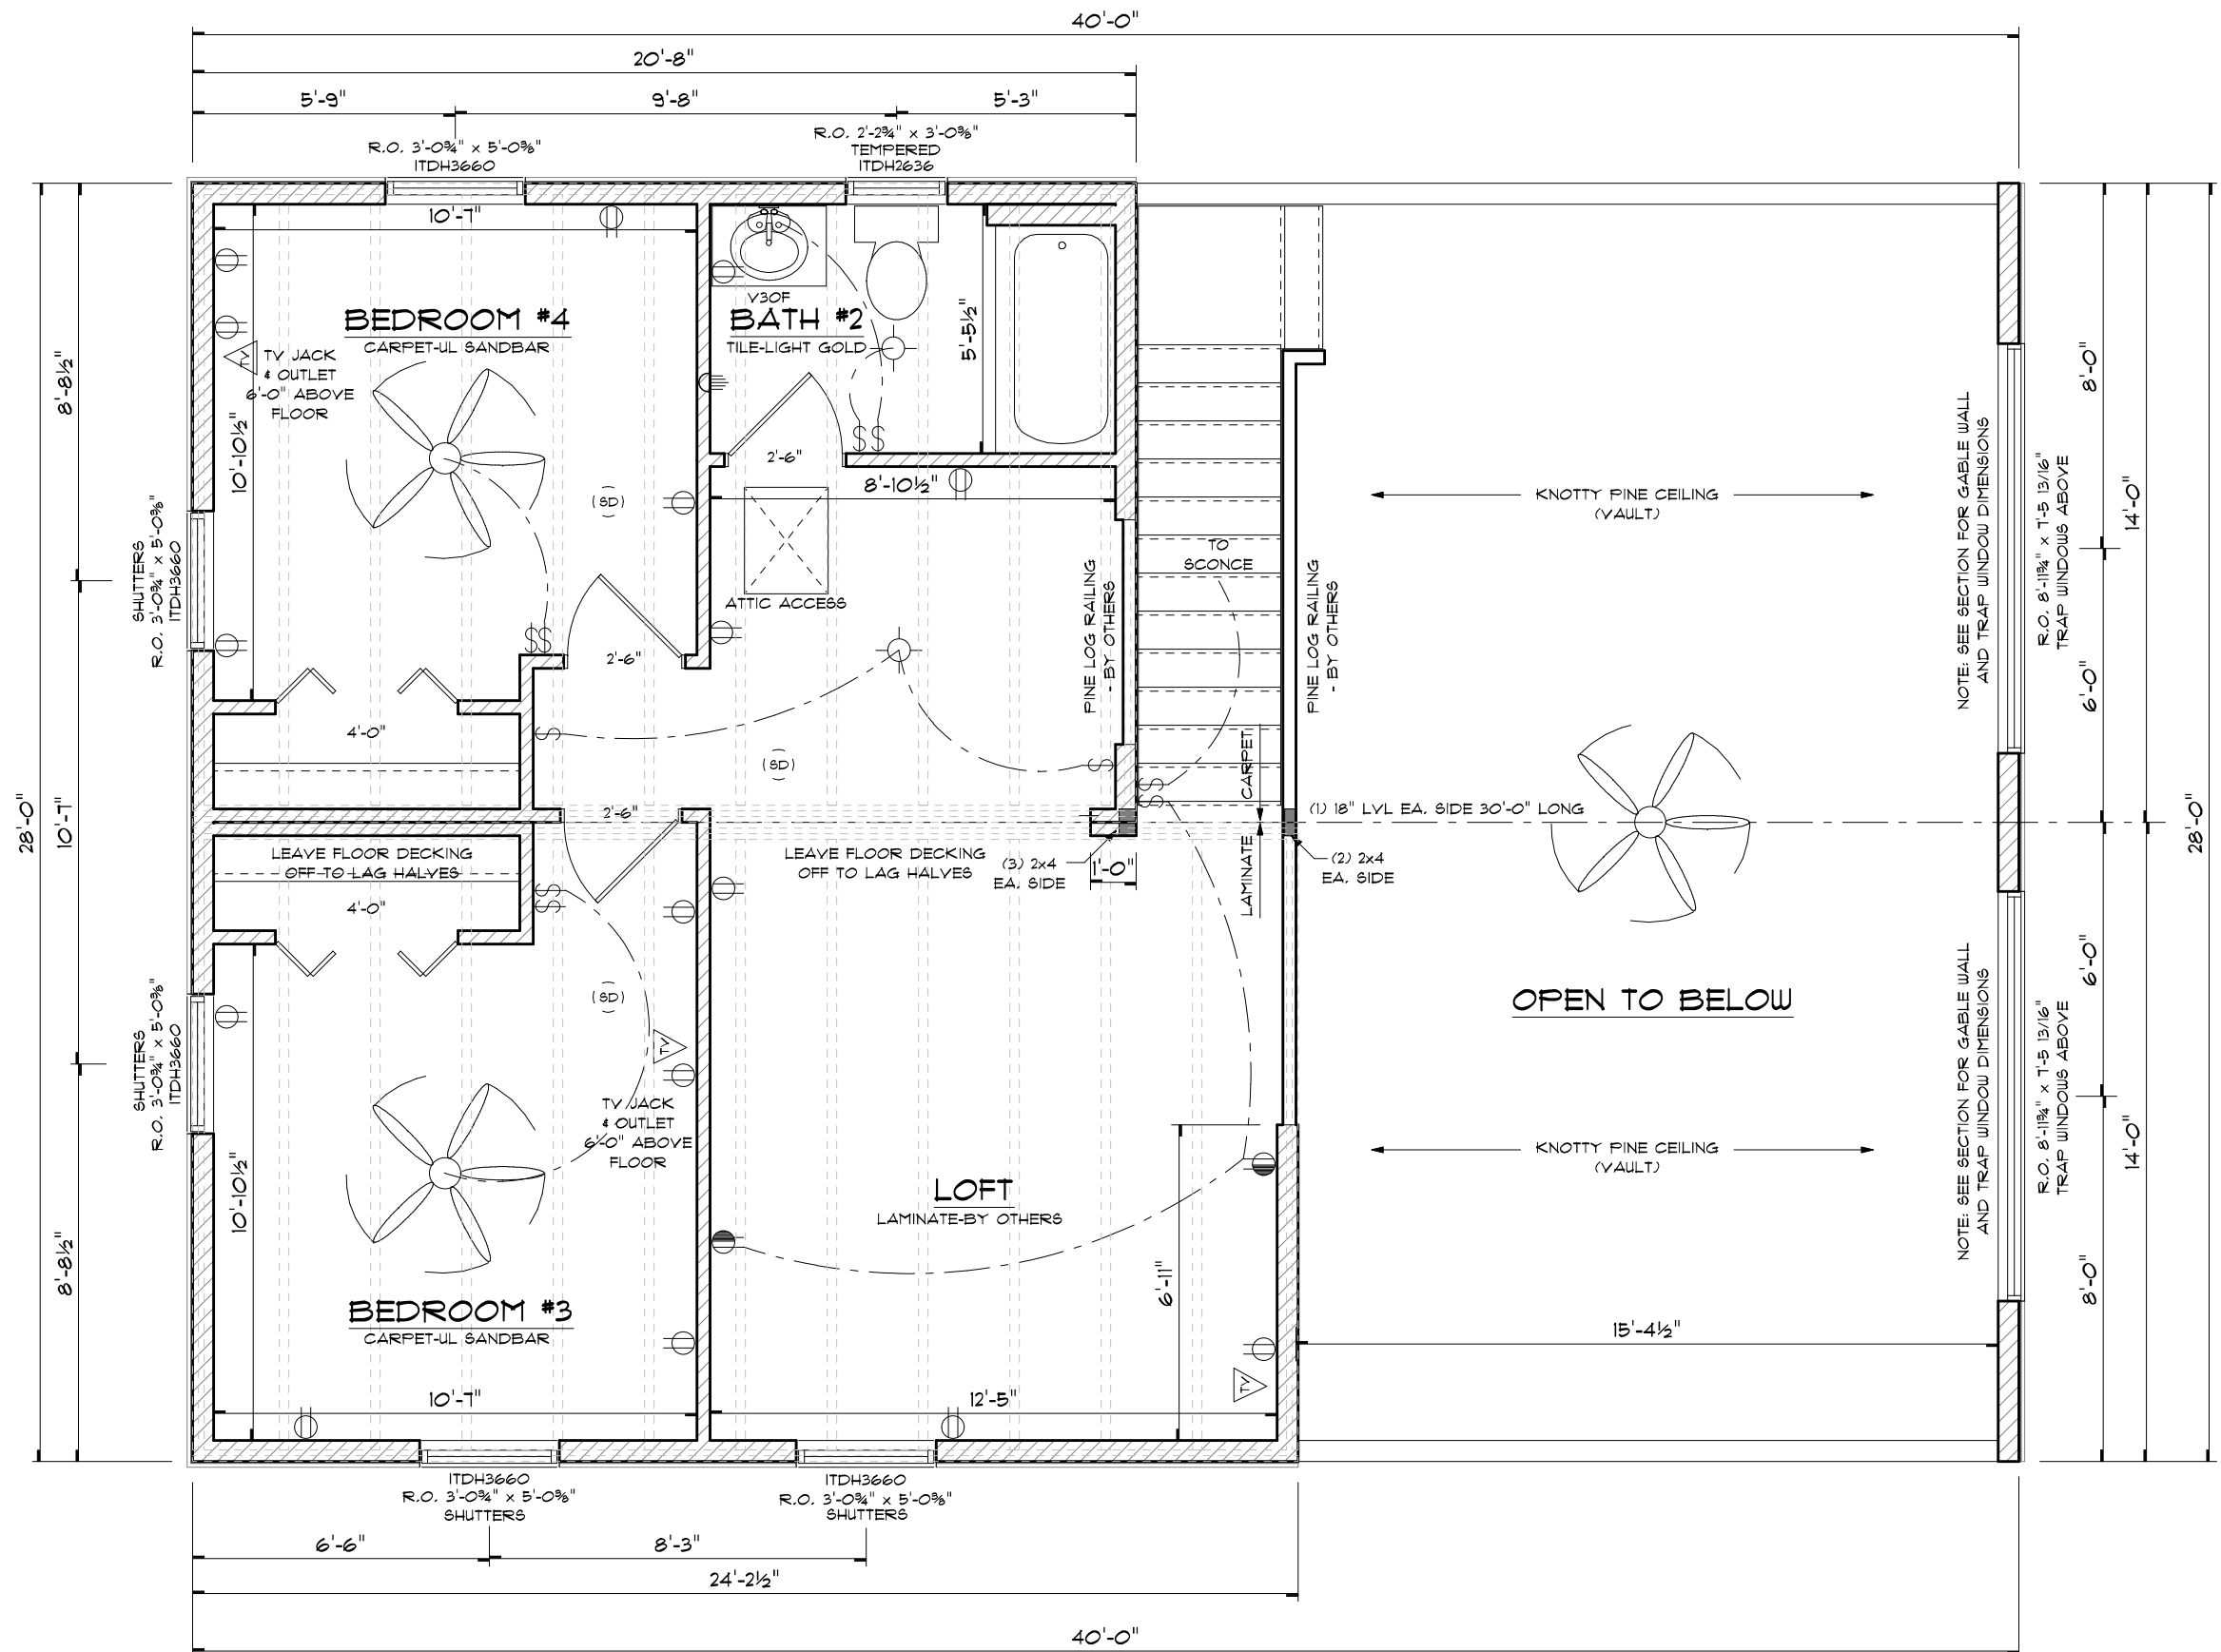 40'-0"
20'-8"
5'-9"
9'-8"
5'-3"
R.O. 3'-0¾" x 5'-0⅜"
ITDH3660
R.O. 2'-2¾" x 3'-0⅜"
TEMPERED
ITDH2636
10'-7"
V30F
BEDROOM #4
CARPET-UL SANDBAR
BATH #2
TILE-LIGHT GOLD
5'-5½"
TV
TV JACK
& OUTLET
6'-0" ABOVE
FLOOR
10'-10½"
8'-8½"
2'-6"
8'-10½"
(SD)
ATTIC ACCESS
SHUTTERS
R.O. 3'-0¾" x 5'-0⅜"
ITDH3660
2'-6"
4'-0"
(SD)
PINE LOG RAILING
- BY OTHERS
TO
SCONCE
PINE LOG RAILING
- BY OTHERS
KNOTTY PINE CEILING
(VAULT)
NOTE: SEE SECTION FOR GABLE WALL
AND TRAP WINDOW DIMENSIONS
R.O. 8'-11¾" x 7'-5 13/16"
TRAP WINDOWS ABOVE
8'-0"
14'-0"
6'-0"
28'-0"
28'-0"
10'-7"
2'-6"
CARPET
LAMINATE
(1) 18" LVL EA. SIDE 30'-0" LONG
(2) 2x4
EA. SIDE
(3) 2x4
EA. SIDE
1'-0"
LEAVE FLOOR DECKING
OFF TO LAG HALVES
LEAVE FLOOR DECKING
OFF TO LAG HALVES
4'-0"
SHUTTERS
R.O. 3'-0¾" x 5'-0⅜"
ITDH3660
(SD)
TV
TV JACK
& OUTLET
6'-0" ABOVE
FLOOR
10'-10½"
8'-8½"
BEDROOM #3
CARPET-UL SANDBAR
10'-7"
LOFT
LAMINATE-BY OTHERS
12'-5"
6'-11"
TV
OPEN TO BELOW
KNOTTY PINE CEILING
(VAULT)
15'-4½"
NOTE: SEE SECTION FOR GABLE WALL
AND TRAP WINDOW DIMENSIONS
R.O. 8'-11¾" x 7'-5 13/16"
TRAP WINDOWS ABOVE
6'-0"
14'-0"
8'-0"
ITDH3660
R.O. 3'-0¾" x 5'-0⅜"
SHUTTERS
ITDH3660
R.O. 3'-0¾" x 5'-0⅜"
SHUTTERS
6'-6"
8'-3"
24'-2½"
40'-0"